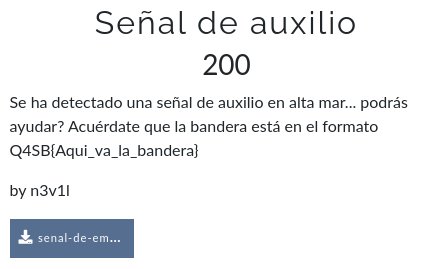 Señal de auxilio
200
Se ha detectado una señal de auxilio en alta mar... podrás
ayudar? Acuérdate que la bandera está en el formato
Q4SB{Aqui_va_la_bandera}
by n3v1l
senal-de-em...